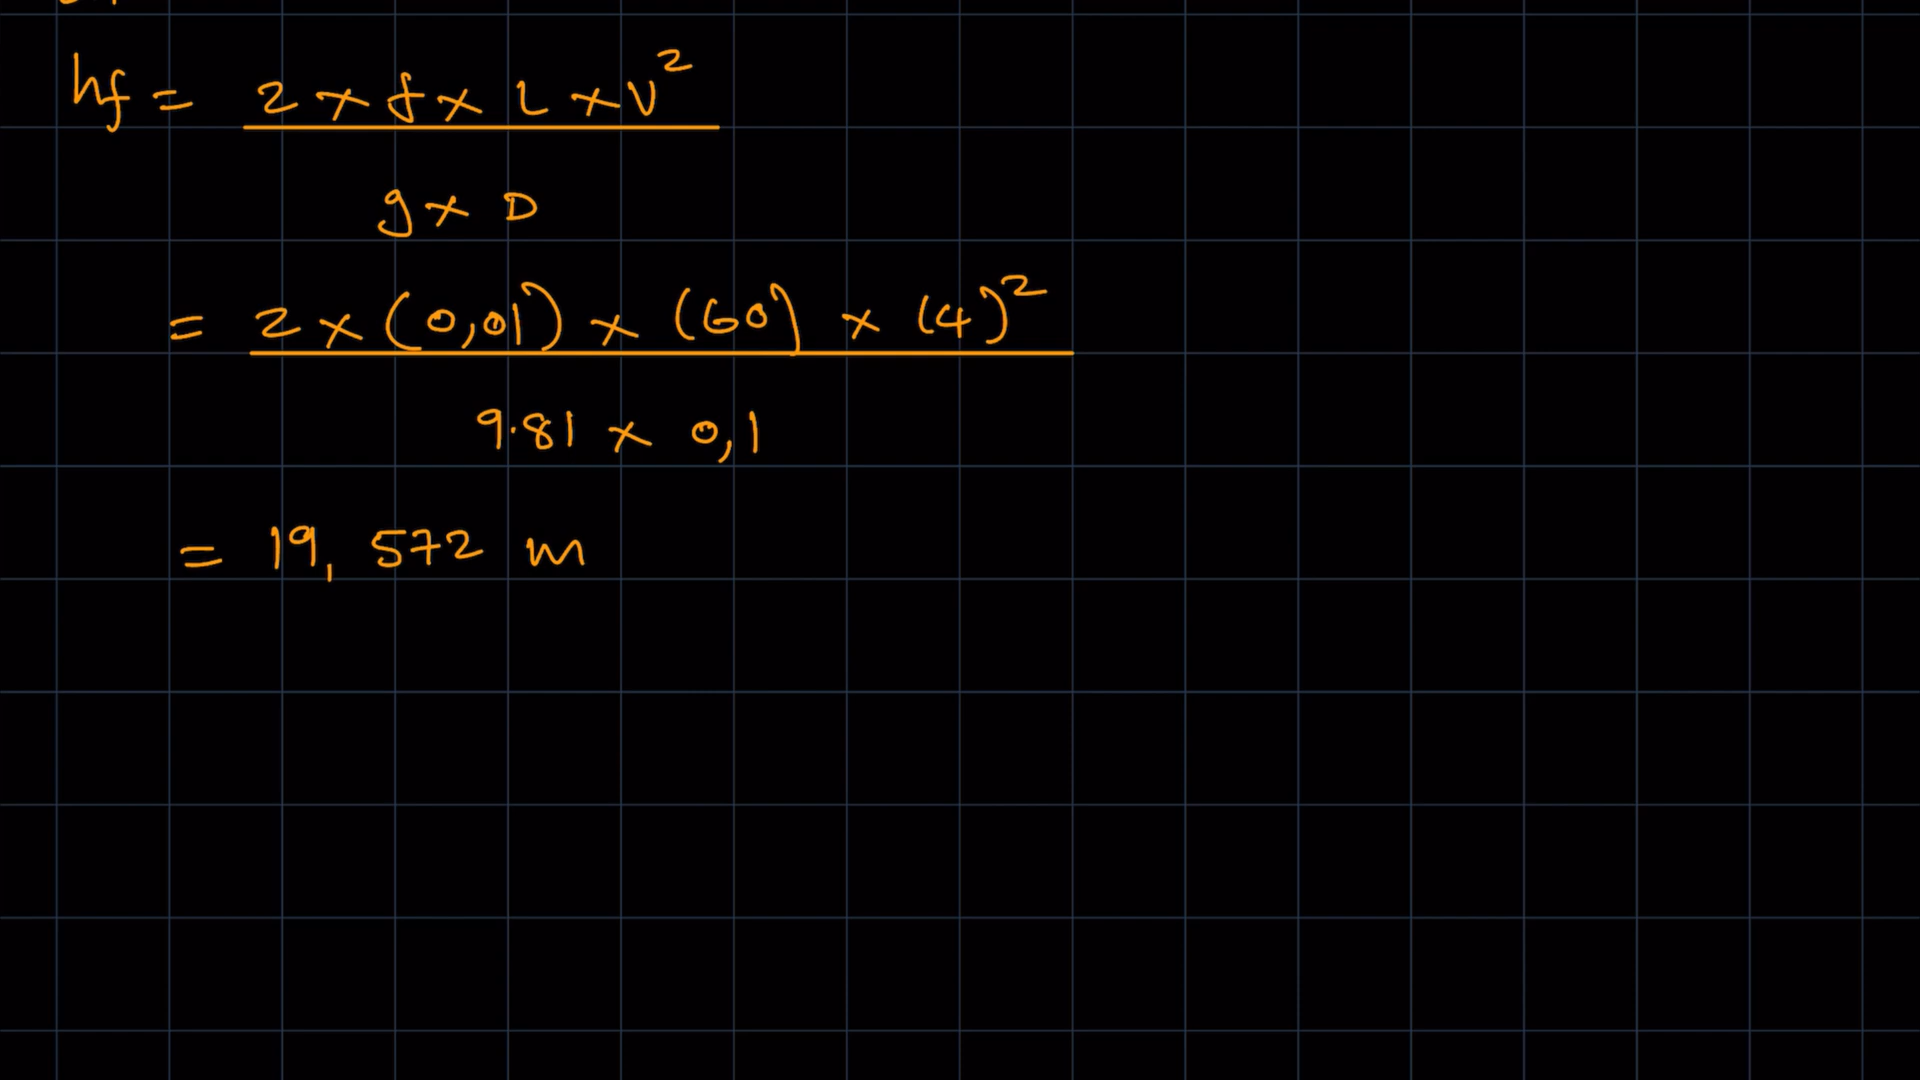 hf = 2 × f × L × V²
g × D
= 2 × (0,01) × (60) × (4)²
9.81 × 0,1
= 19, 572 m